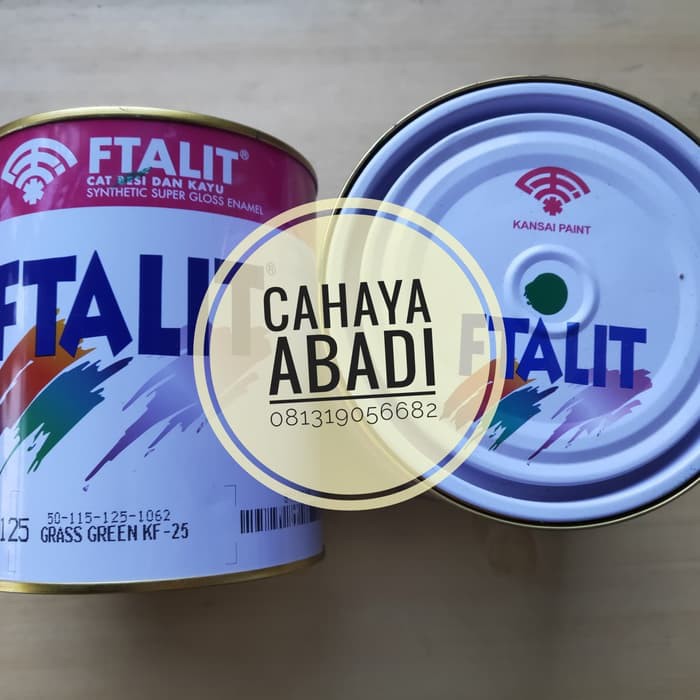 FTALIT®
CAT BESI DAN KAYU
SYNTHETIC SUPER GLOSS ENAMEL
FTALIT®
125
50-115-125-1062
GRASS GREEN KF-25
KANSAI PAINT
FTALIT
CAHAYA
ABADI
081319056682